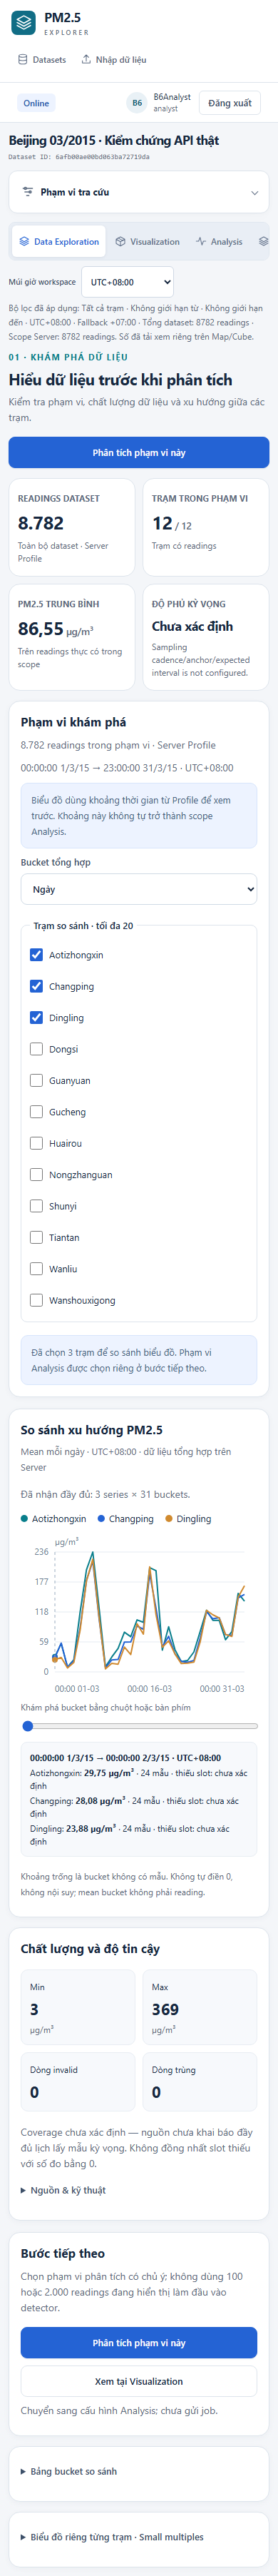 PM2.5
EXPLORER
Datasets
Nhập dữ liệu
Online
B6
B6Analyst
analyst
Đăng xuất
Beijing 03/2015 · Kiểm chứng API thật
Dataset ID: 6afb00ae00bd063ba72719da
Phạm vi tra cứu
Data Exploration
Visualization
Analysis
Múi giờ workspace
UTC+08:00
Bộ lọc đã áp dụng: Tất cả trạm · Không giới hạn từ · Không giới hạn
đến · UTC+08:00 · Fallback +07:00 · Tổng dataset: 8782 readings ·
Scope Server: 8782 readings. Số đã tải xem riêng trên Map/Cube.
01 · KHÁM PHÁ DỮ LIỆU
Hiểu dữ liệu trước khi phân tích
Kiểm tra phạm vi, chất lượng dữ liệu và xu hướng giữa các
trạm.
Phân tích phạm vi này
READINGS DATASET
8.782
Toàn bộ dataset · Server
Profile
TRẠM TRONG PHẠM VI
12 / 12
Trạm có readings
PM2.5 TRUNG BÌNH
86,55 µg/m³
Trên readings thực có trong
scope
ĐỘ PHỦ KỲ VỌNG
Chưa xác định
Sampling
cadence/anchor/expected
interval is not configured.
Phạm vi khám phá
8.782 readings trong phạm vi · Server Profile
00:00:00 1/3/15 → 23:00:00 31/3/15 · UTC+08:00
Biểu đồ dùng khoảng thời gian từ Profile để xem
trước. Khoảng này không tự trở thành scope
Analysis.
Bucket tổng hợp
Ngày
Trạm so sánh · tối đa 20
Aotizhongxin
Changping
Dingling
Dongsi
Guanyuan
Gucheng
Huairou
Nongzhanguan
Shunyi
Tiantan
Wanliu
Wanshouxigong
Đã chọn 3 trạm để so sánh biểu đồ. Phạm vi
Analysis được chọn riêng ở bước tiếp theo.
So sánh xu hướng PM2.5
Mean mỗi ngày · UTC+08:00 · dữ liệu tổng hợp trên
Server
Đã nhận đầy đủ: 3 series × 31 buckets.
Aotizhongxin
Changping
Dingling
µg/m³
236
177
118
59
0
00:00 01-03
00:00 16-03
00:00 31-03
Khám phá bucket bằng chuột hoặc bàn phím
00:00:00 1/3/15 → 00:00:00 2/3/15 · UTC+08:00
Aotizhongxin: 29,75 µg/m³ · 24 mẫu · thiếu slot: chưa xác
định
Changping: 28,08 µg/m³ · 24 mẫu · thiếu slot: chưa xác
định
Dingling: 23,88 µg/m³ · 24 mẫu · thiếu slot: chưa xác
định
Khoảng trống là bucket không có mẫu. Không tự điền 0,
không nội suy; mean bucket không phải reading.
Chất lượng và độ tin cậy
Min
3
µg/m³
Max
369
µg/m³
Dòng invalid
0
Dòng trùng
0
Coverage chưa xác định — nguồn chưa khai báo đầy
đủ lịch lấy mẫu kỳ vọng. Không đồng nhất slot thiếu
với số đo bằng 0.
Nguồn & kỹ thuật
Bước tiếp theo
Chọn phạm vi phân tích có chủ ý; không dùng 100
hoặc 2.000 readings đang hiển thị làm đầu vào
detector.
Phân tích phạm vi này
Xem tại Visualization
Chuyển sang cấu hình Analysis; chưa gửi job.
Bảng bucket so sánh
Biểu đồ riêng từng trạm · Small multiples